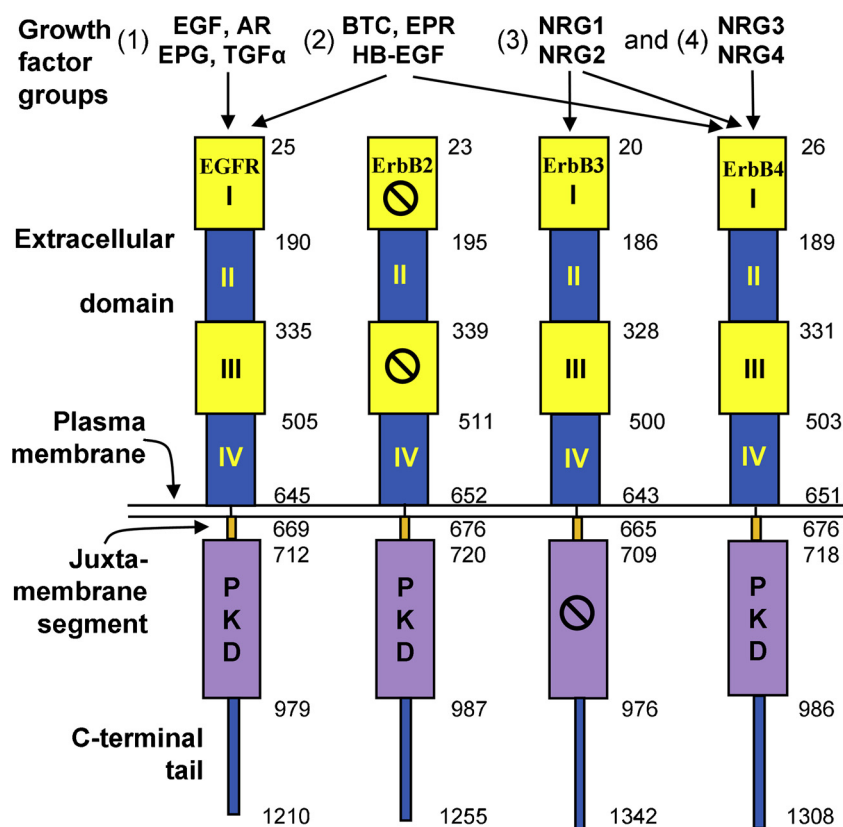 Growth factor groups
(1) EGF, AR EPG, TGFα
(2) BTC, EPR HB-EGF
(3) NRG1 NRG2
and (4) NRG3 NRG4
EGFR 25
ErbB2 23
ErbB3 20
ErbB4 26
I I I
Extracellular
190 195 186 189
II II II II
domain
335 339 328 331
III III III
Plasma membrane
505 511 500 503
IV IV IV IV
645 652 643 651
669 676 665 676
Juxta-membrane segment
712 720 709 718
PKD PKD PKD
979 987 976 986
C-terminal tail
1210 1255 1342 1308